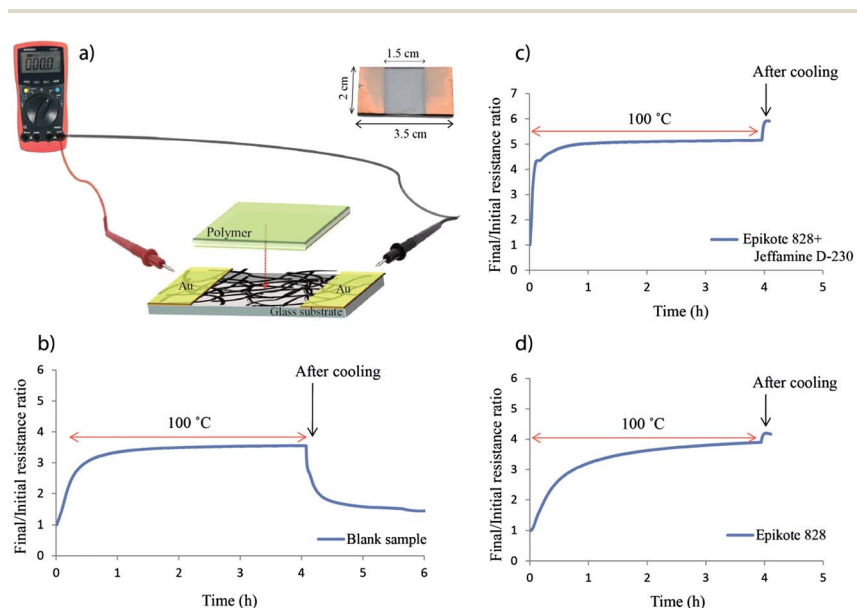 a)
1.5 cm
2 cm
3.5 cm
Polymer
Au
Au
Glass substrate
b)
Final/Initial resistance ratio
6
5
4
3
2
1
0
After cooling
100 ˚C
Blank sample
0
1
2
3
4
5
6
Time (h)
c)
Final/Initial resistance ratio
7
6
5
4
3
2
1
0
After cooling
100 ˚C
Epikote 828+
Jeffamine D-230
0
1
2
3
4
5
Time (h)
d)
Final/Initial resistance ratio
6
5
4
3
2
1
0
After cooling
100 ˚C
Epikote 828
0
1
2
3
4
5
Time (h)